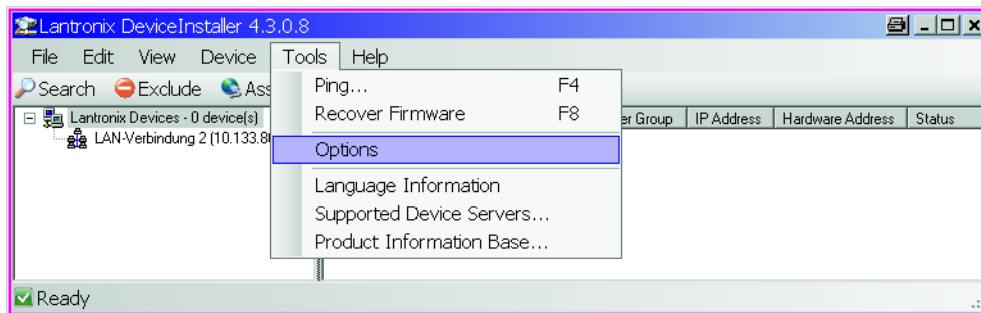 Lantronix DeviceInstaller 4.3.0.8
File Edit View Device Tools Help
Search Exclude
Ping... F4
Recover Firmware F8
Options
Language Information
Supported Device Servers...
Product Information Base...
Lantronix Devices - 0 device(s)
LAN-Verbindung 2 (10.133.8
Group IP Address Hardware Address Status
Ready